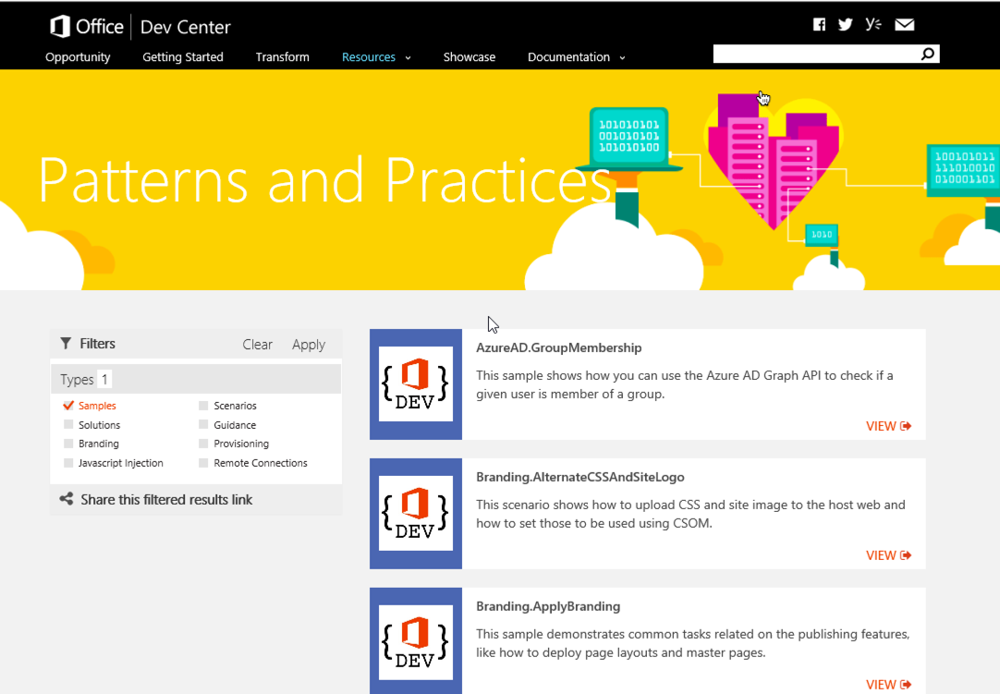 Office | Dev Center
Opportunity Getting Started Transform Resources Showcase Documentation
101010101
001010101
101010100
100101011
111010010
010001101
Patterns and Practices
1010
Filters Clear Apply
Types 1
Samples Scenarios
Solutions Guidance
Branding Provisioning
Javascript Injection Remote Connections
Share this filtered results link
{DEV}
AzureAD.GroupMembership
This sample shows how you can use the Azure AD Graph API to check if a
given user is member of a group.
VIEW
{DEV}
Branding.AlternateCSSAndSiteLogo
This scenario shows how to upload CSS and site image to the host web and
how to set those to be used using CSOM.
VIEW
{DEV}
Branding.ApplyBranding
This sample demonstrates common tasks related on the publishing features,
like how to deploy page layouts and master pages.
VIEW